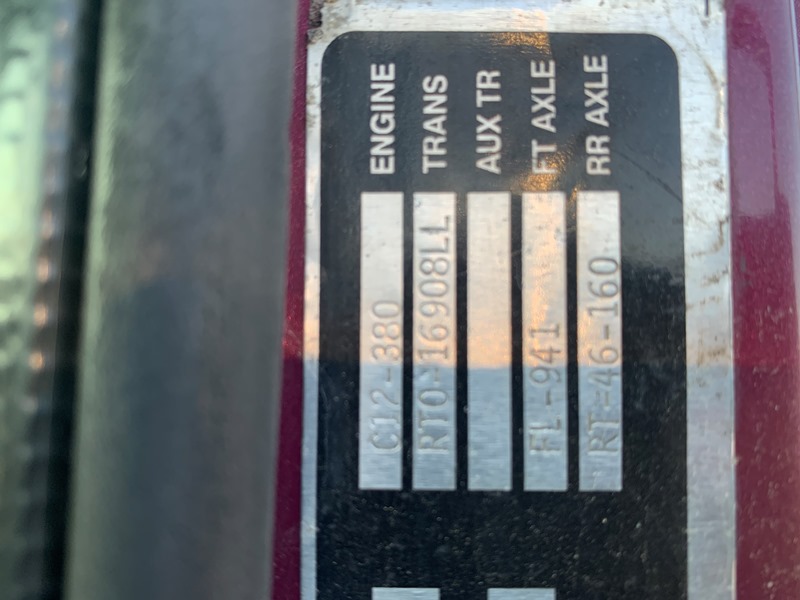 ENGINE C12-380
TRANS RTO-16908LL
AUX TR
FT AXLE FL-941
RR AXLE RT-46-160